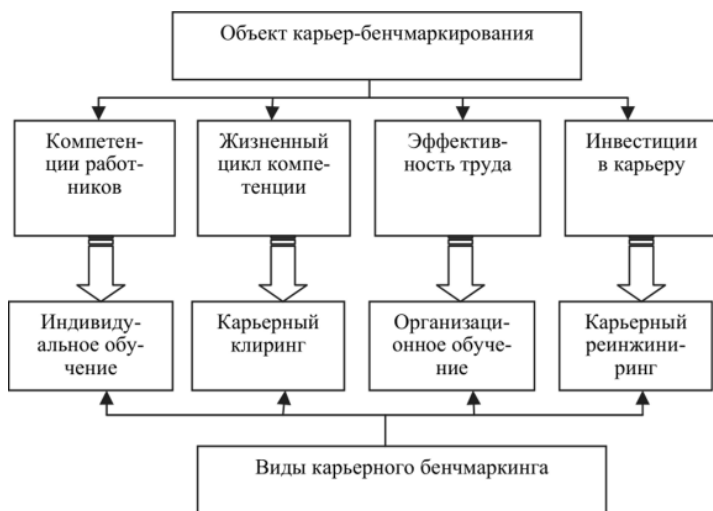 Объект карьер-бенчмаркирования
Компетен-
ции работ-
ников
Жизненный
цикл компе-
тенции
Эффектив-
ность труда
Инвестиции
в карьеру
Индивиду-
альное обу-
чение
Карьерный
клиринг
Организаци-
онное обуче-
ние
Карьерный
реинжини-
ринг
Виды карьерного бенчмаркинга